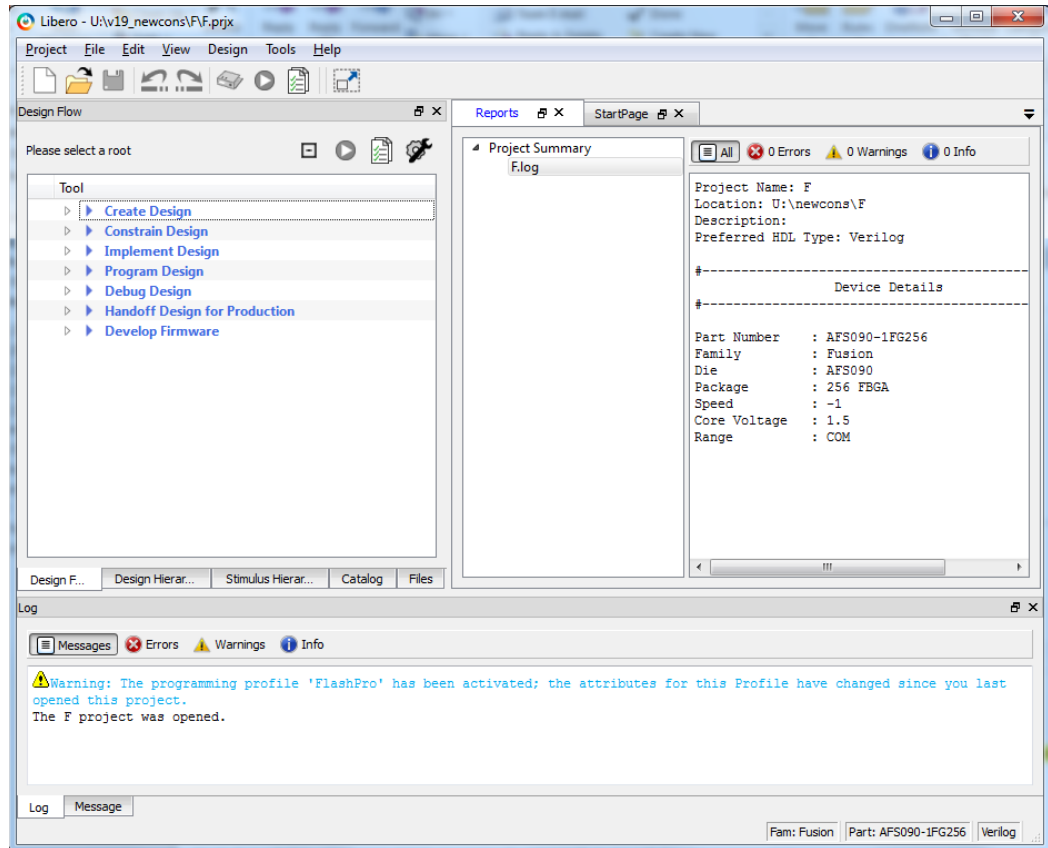 Libero - U:\v19_newcons\F\F.prjx
Project File Edit View Design Tools Help
Design Flow
Please select a root
Tool
Create Design
Constrain Design
Implement Design
Program Design
Debug Design
Handoff Design for Production
Develop Firmware
Design F... Design Hierar... Stimulus Hierar... Catalog Files
Reports StartPage
Project Summary
F.log
All 0 Errors 0 Warnings 0 Info
Project Name: F
Location: U:\newcons\F
Description:
Preferred HDL Type: Verilog
#----------------------------------------
Device Details
#----------------------------------------
Part Number : AFS090-1FG256
Family : Fusion
Die : AFS090
Package : 256 FBGA
Speed : -1
Core Voltage : 1.5
Range : COM
Log
Messages Errors Warnings Info
Warning: The programming profile 'FlashPro' has been activated; the attributes for this Profile have changed since you last
opened this project.
The F project was opened.
Log Message
Fam: Fusion Part: AFS090-1FG256 Verilog